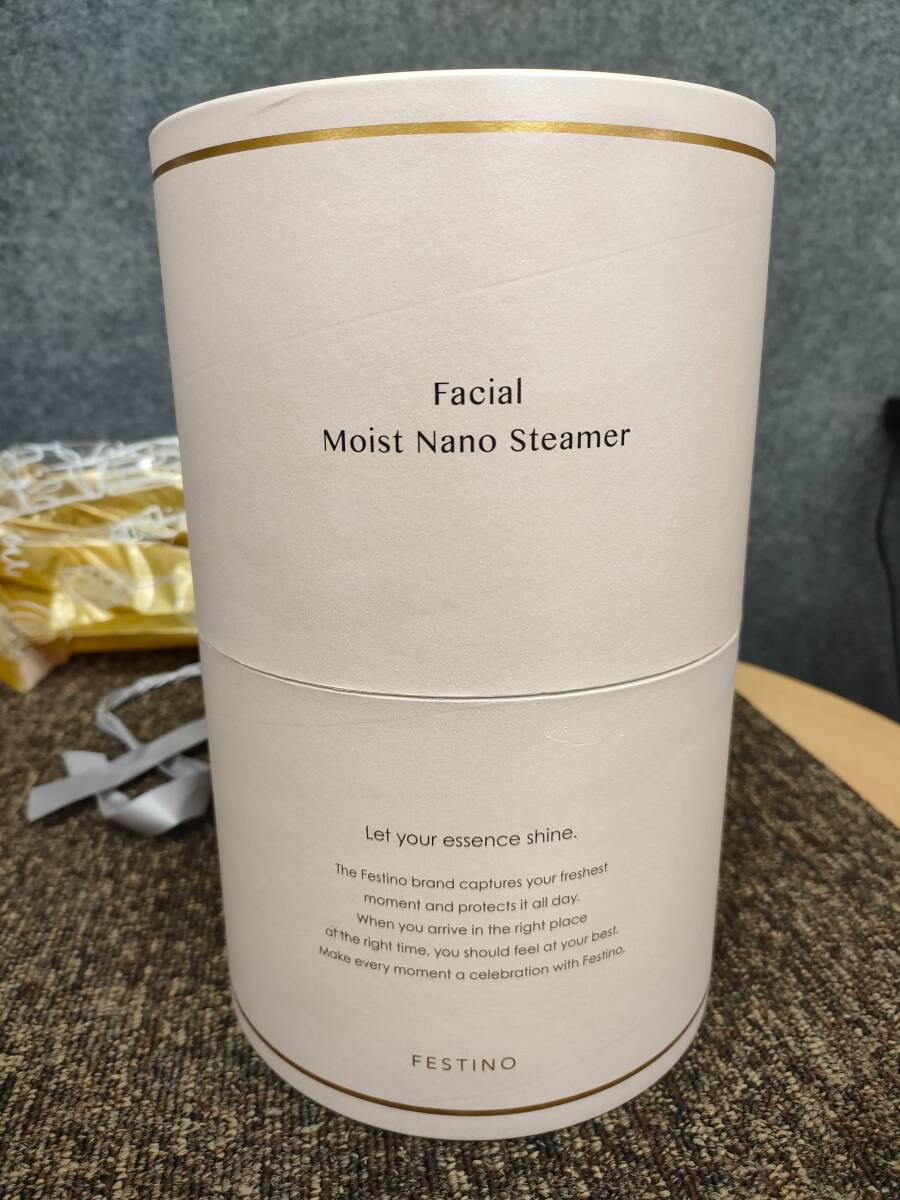 Facial
Moist Nano Steamer
Let your essence shine.
The Festino brand captures your freshest
moment and protects it all day.
When you arrive in the right place
at the right time, you should feel at your best.
Make every moment a celebration with Festino.
FESTINO